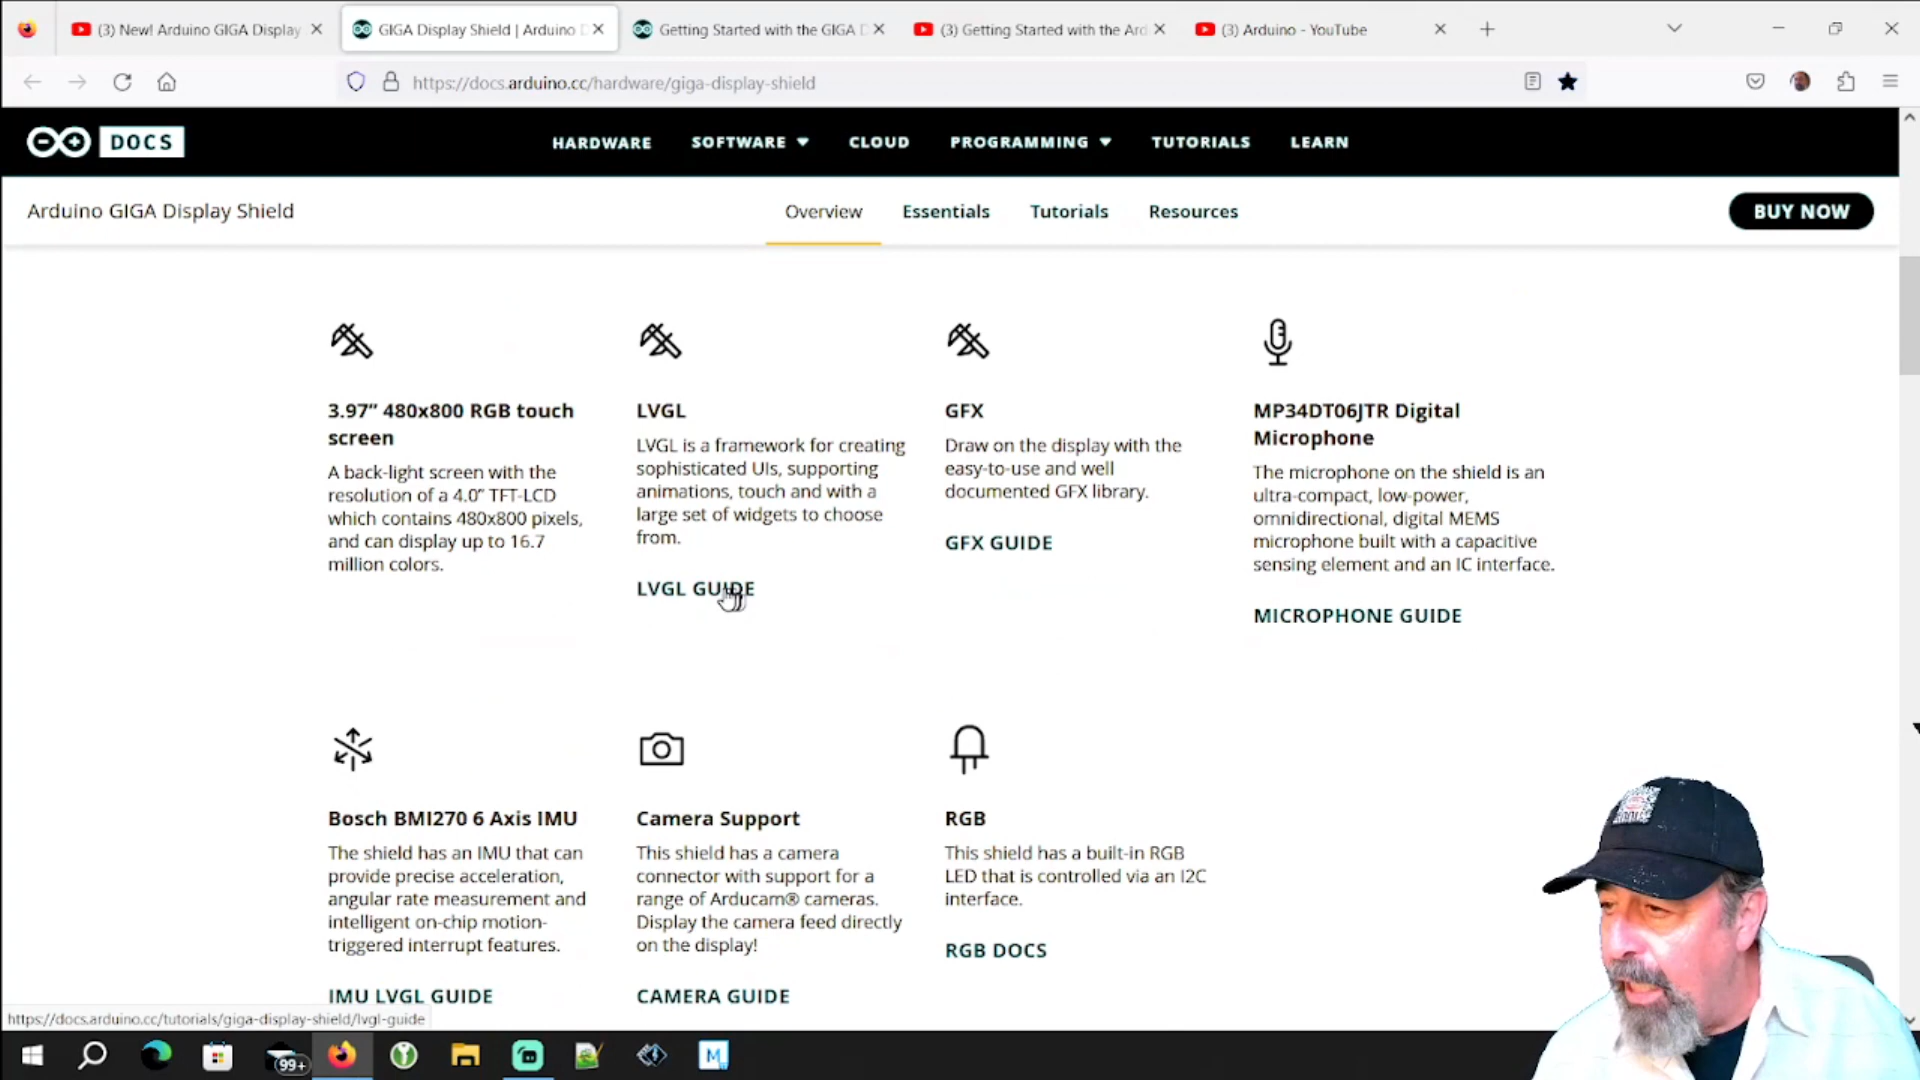 (3) New! Arduino GIGA Display
GIGA Display Shield | Arduino D
Getting Started with the GIGA D
(3) Getting Started with the Ard
(3) Arduino - YouTube
https://docs.arduino.cc/hardware/giga-display-shield
DOCS
HARDWARE
SOFTWARE
CLOUD
PROGRAMMING
TUTORIALS
LEARN
Arduino GIGA Display Shield
Overview
Essentials
Tutorials
Resources
BUY NOW
3.97” 480x800 RGB touch
screen
A back-light screen with the
resolution of a 4.0” TFT-LCD
which contains 480x800 pixels,
and can display up to 16.7
million colors.
LVGL
LVGL is a framework for creating
sophisticated UIs, supporting
animations, touch and with a
large set of widgets to choose
from.
LVGL GUIDE
GFX
Draw on the display with the
easy-to-use and well
documented GFX library.
GFX GUIDE
MP34DT06JTR Digital
Microphone
The microphone on the shield is an
ultra-compact, low-power,
omnidirectional, digital MEMS
microphone built with a capacitive
sensing element and an IC interface.
MICROPHONE GUIDE
Bosch BMI270 6 Axis IMU
The shield has an IMU that can
provide precise acceleration,
angular rate measurement and
intelligent on-chip motion-
triggered interrupt features.
IMU LVGL GUIDE
Camera Support
This shield has a camera
connector with support for a
range of Arducam® cameras.
Display the camera feed directly
on the display!
CAMERA GUIDE
RGB
This shield has a built-in RGB
LED that is controlled via an I2C
interface.
RGB DOCS
https://docs.arduino.cc/tutorials/giga-display-shield/lvgl-guide
99+
M